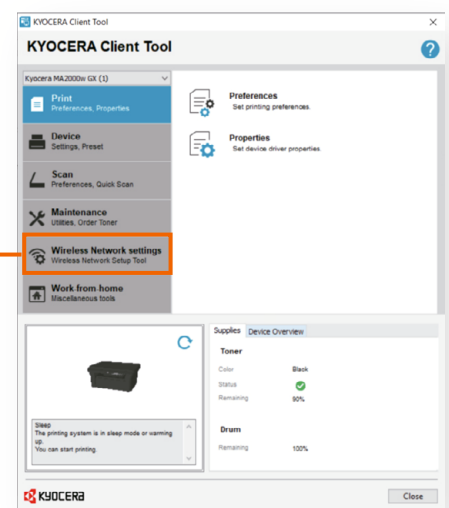 KYOCERA Client Tool
KYOCERA Client Tool
Kyocera MA2000w GX (1)
Print
Preferences, Properties
Device
Settings, Preset
Scan
Preferences, Quick Scan
Maintenance
Utilities, Order Toner
Wireless Network settings
Wireless Network Setup Tool
Work from home
Miscellaneous tools
Preferences
Set printing preferences.
Properties
Set device driver properties.
Sleep
The printing system is in sleep mode or warming
up.
You can start printing.
Supplies Device Overview
Toner
Color Black
Status
Remaining 90%
Drum
Remaining 100%
KYOCERA
Close